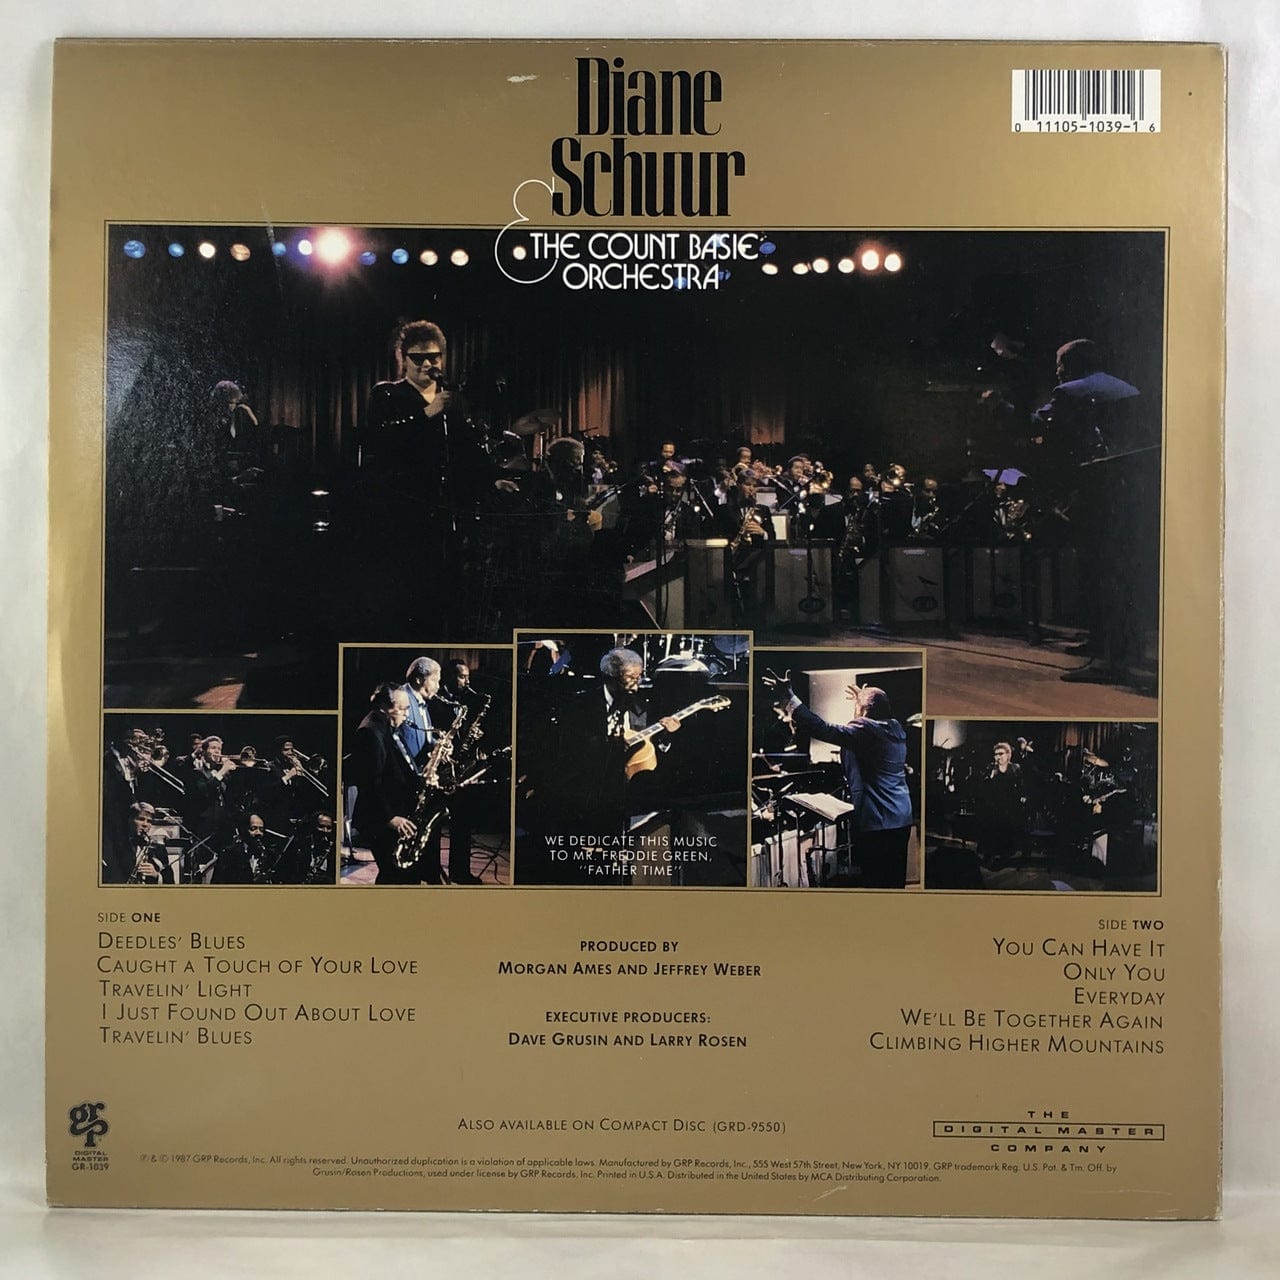 Diane
Schuur
& THE COUNT BASIE
ORCHESTRA
0 11105-1039-1 6
WE DEDICATE THIS MUSIC
TO MR. FREDDIE GREEN,
"FATHER TIME"
SIDE ONE
DEEDLES' BLUES
CAUGHT A TOUCH OF YOUR LOVE
TRAVELIN' LIGHT
I JUST FOUND OUT ABOUT LOVE
TRAVELIN' BLUES
PRODUCED BY
MORGAN AMES AND JEFFREY WEBER
EXECUTIVE PRODUCERS:
DAVE GRUSIN AND LARRY ROSEN
SIDE TWO
YOU CAN HAVE IT
ONLY YOU
EVERYDAY
WE'LL BE TOGETHER AGAIN
CLIMBING HIGHER MOUNTAINS
grp
DIGITAL
MASTER
GR-1039
ALSO AVAILABLE ON COMPACT DISC (GRD-9550)
THE
DIGITAL MASTER
COMPANY
℗ & © 1987 GRP Records, Inc. All rights reserved. Unauthorized duplication is a violation of applicable laws. Manufactured by GRP Records, Inc., 555 West 57th Street, New York, NY 10019. GRP trademark Reg. U.S. Pat. & Tm. Off. by
Grusin/Rosen Productions, used under license by GRP Records, Inc. Printed in U.S.A. Distributed in the United States by MCA Distributing Corporation.